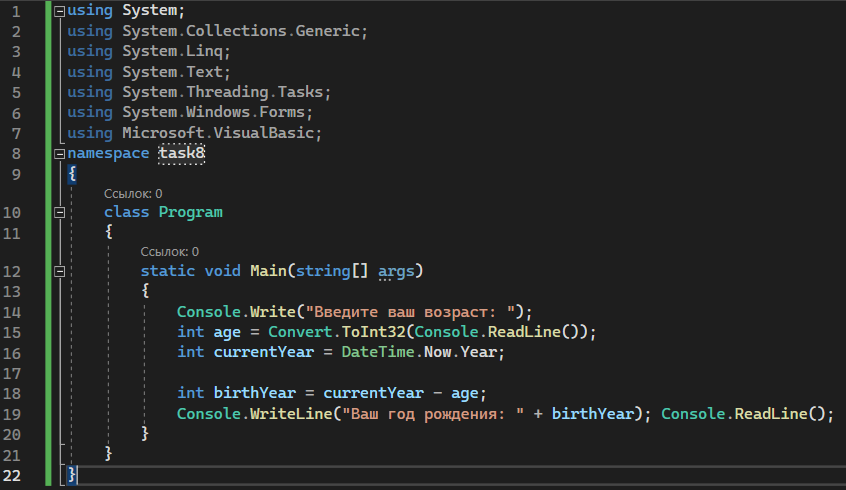 1 using System;
2 using System.Collections.Generic;
3 using System.Linq;
4 using System.Text;
5 using System.Threading.Tasks;
6 using System.Windows.Forms;
7 using Microsoft.VisualBasic;
8 namespace task8
9 {
Ссылок: 0
10 class Program
11 {
Ссылок: 0
12 static void Main(string[] args)
13 {
14 Console.Write("Введите ваш возраст: ");
15 int age = Convert.ToInt32(Console.ReadLine());
16 int currentYear = DateTime.Now.Year;
17
18 int birthYear = currentYear - age;
19 Console.WriteLine("Ваш год рождения: " + birthYear); Console.ReadLine();
20 }
21 }
22 }